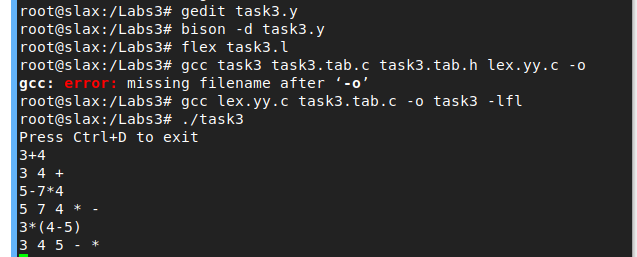 root@slax:/Labs3# gedit task3.y
root@slax:/Labs3# bison -d task3.y
root@slax:/Labs3# flex task3.l
root@slax:/Labs3# gcc task3 task3.tab.c task3.tab.h lex.yy.c -o
gcc: error: missing filename after ‘-o’
root@slax:/Labs3# gcc lex.yy.c task3.tab.c -o task3 -lfl
root@slax:/Labs3# ./task3
Press Ctrl+D to exit
3+4
3 4 +
5-7*4
5 7 4 * -
3*(4-5)
3 4 5 - *